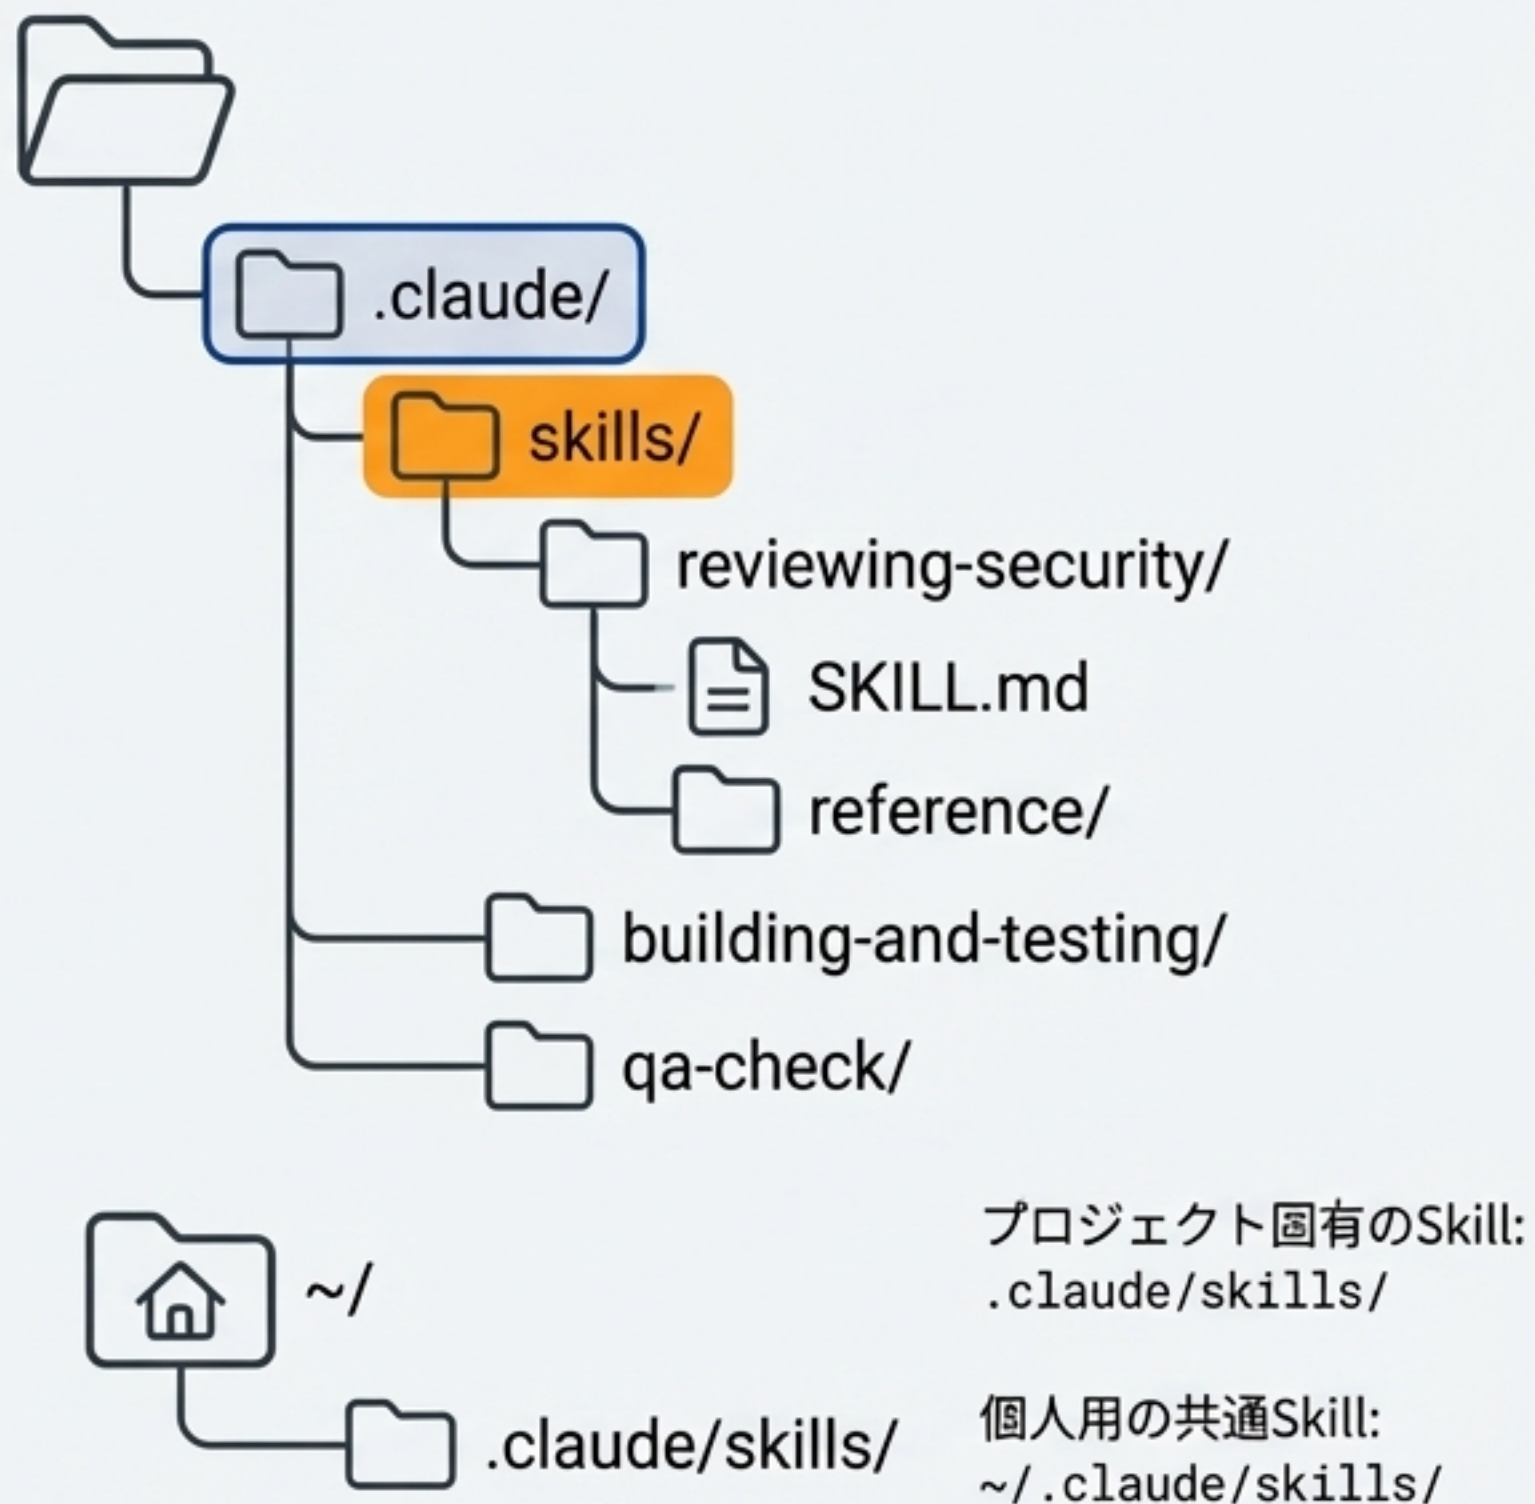 .claude/
skills/
reviewing-security/
SKILL.md
reference/
building-and-testing/
qa-check/
~/
.claude/skills/
プロジェクト固有のSkill:
.claude/skills/
個人用の共通Skill:
~/.claude/skills/